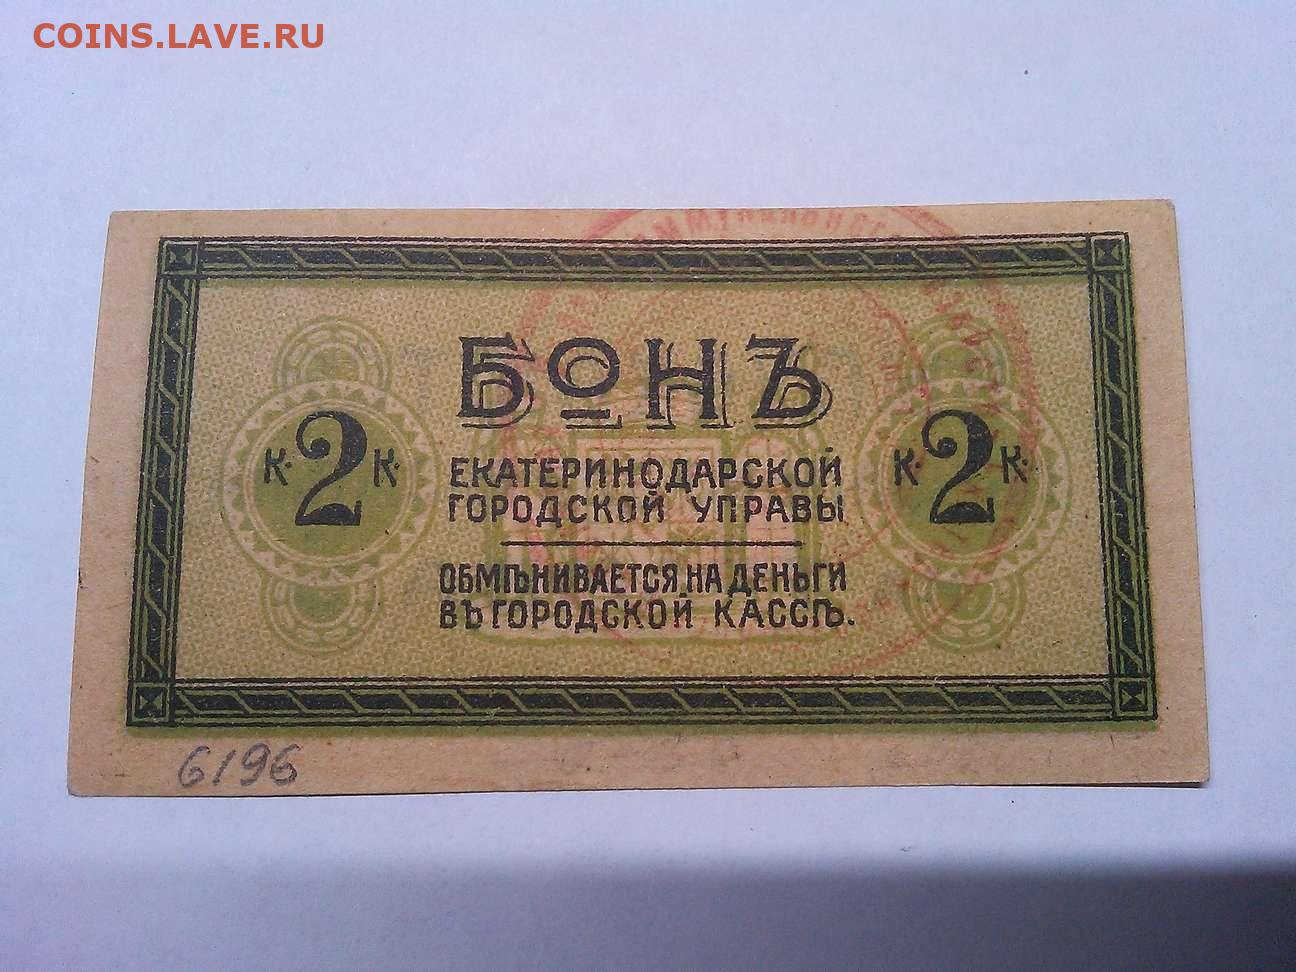 COINS.LAVE.RU
БОНЪ
К. 2 К.
ЕКАТЕРИНОДАРСКОЙ
ГОРОДСКОЙ УПРАВЫ
К. 2 К.
ОБМѢНИВАЕТСЯ НА ДЕНЬГИ
ВЪ ГОРОДСКОЙ КАССѢ.
6196